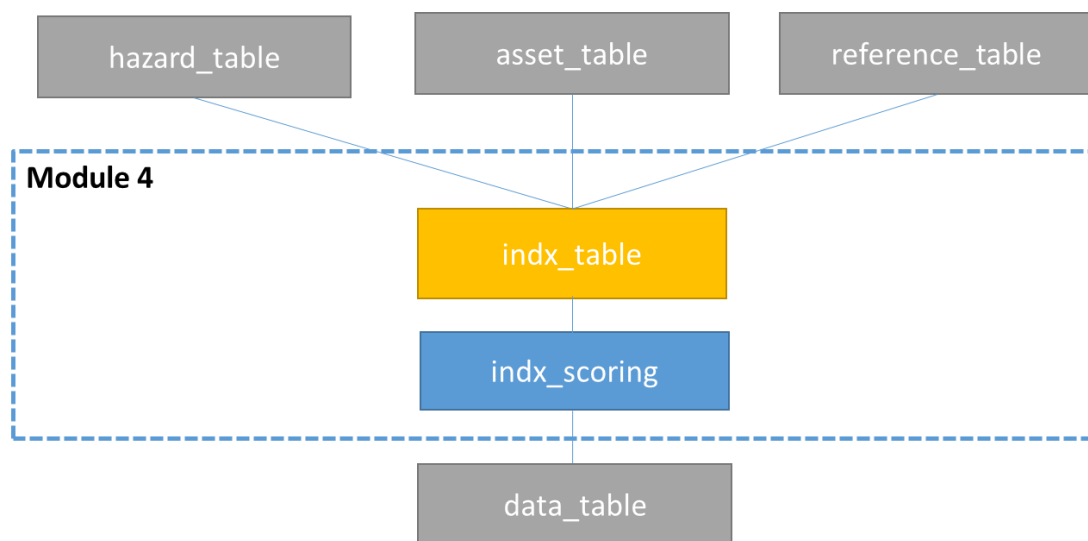 hazard_table
asset_table
reference_table
Module 4
indx_table
indx_scoring
data_table